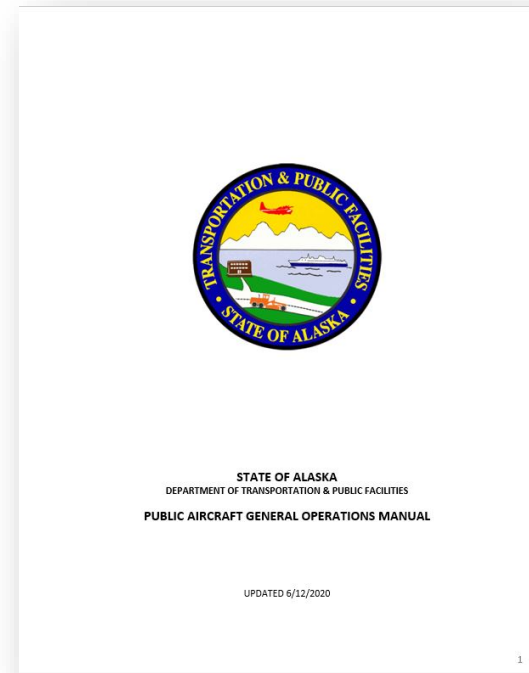 TRANSPORTATION & PUBLIC FACILITIES
• STATE OF ALASKA •
STATE OF ALASKA
DEPARTMENT OF TRANSPORTATION & PUBLIC FACILITIES
PUBLIC AIRCRAFT GENERAL OPERATIONS MANUAL
UPDATED 6/12/2020
1